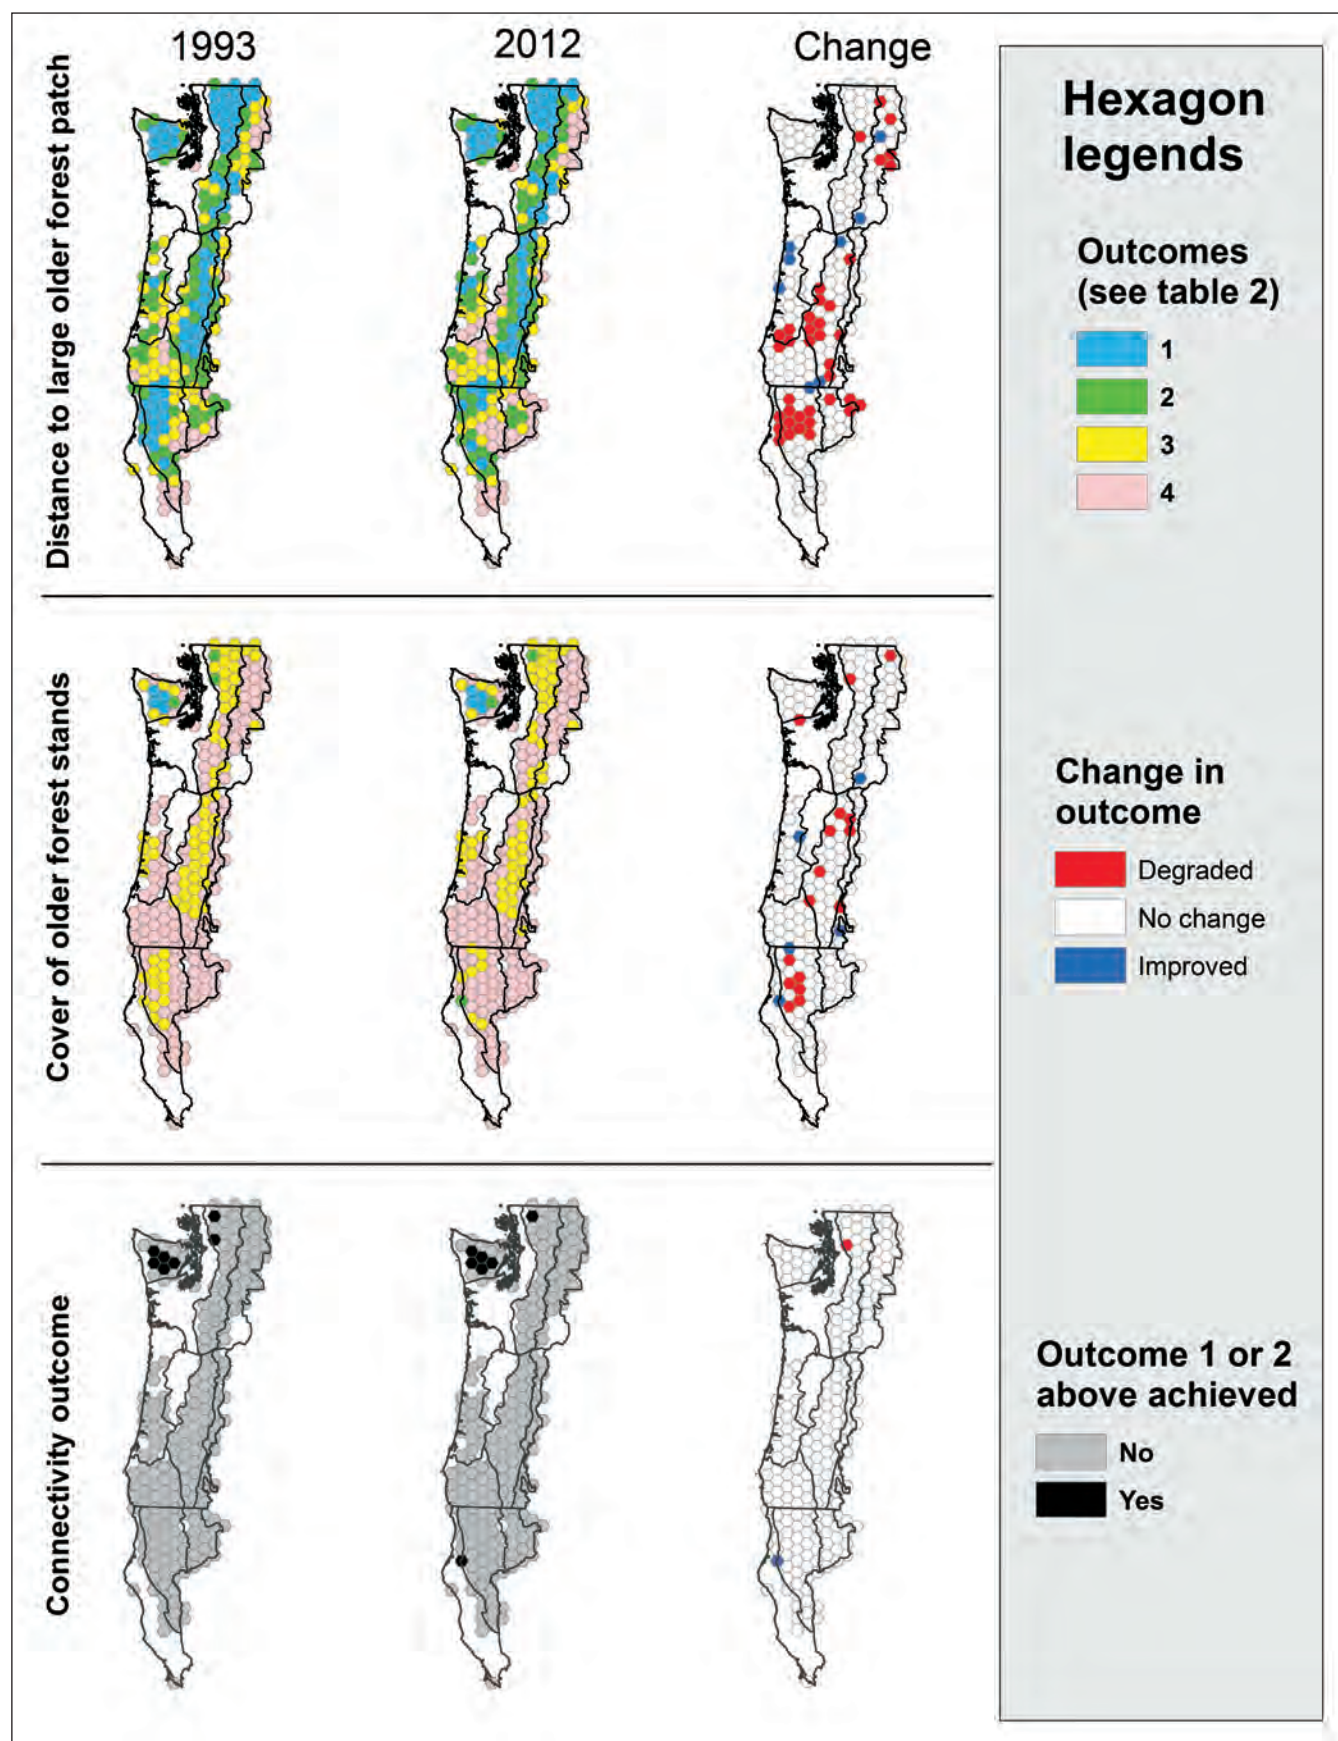 1993
2012
Change
Distance to large older forest patch
Cover of older forest stands
Connectivity outcome
Hexagon
legends
Outcomes
(see table 2)
1
2
3
4
Change in
outcome
Degraded
No change
Improved
Outcome 1 or 2
above achieved
No
Yes